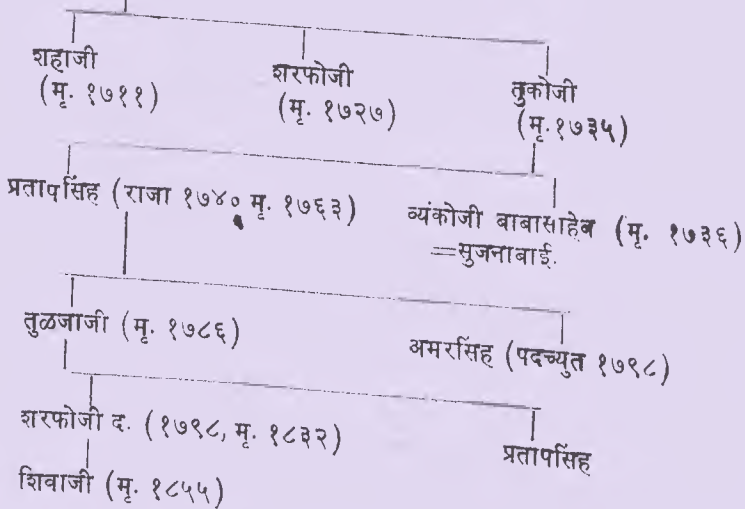 शहाजी शरफोजी तुकोजी
(मृ. १७११) (मृ. १७२७) (मृ. १७३५)
प्रतापसिंह (राजा १७४० मृ. १७६३) व्यंकोजी बाबासाहेब (मृ. १७३६)
=सुजनाबाई.
तुळजाजी (मृ. १७८६) अमरसिंह (पदच्युत १७९८)
शरफोजी द. (१७९८, मृ. १८३२) प्रतापसिंह
शिवाजी (मृ. १८५५)